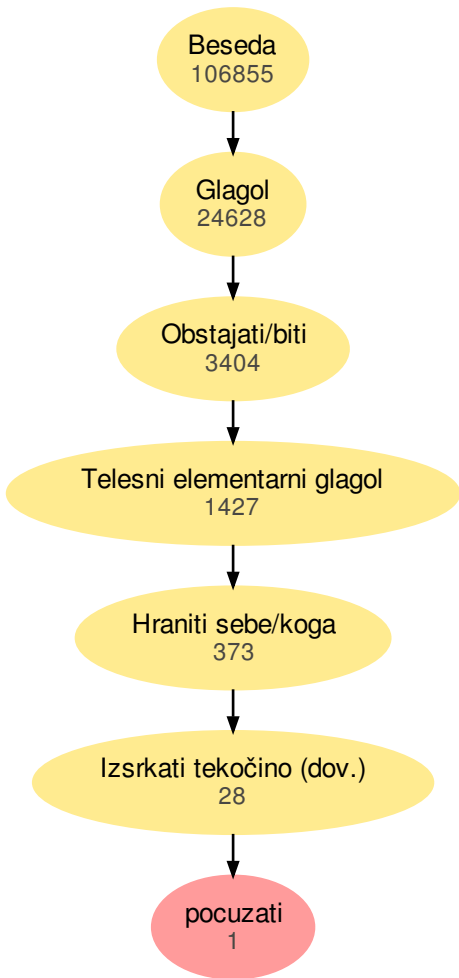 Beseda
106855
Glagol
24628
Obstajati/biti
3404
Telesni elementarni glagol
1427
Hraniti sebe/koga
373
Izsrkati tekočino (dov.)
28
pocuzati
1